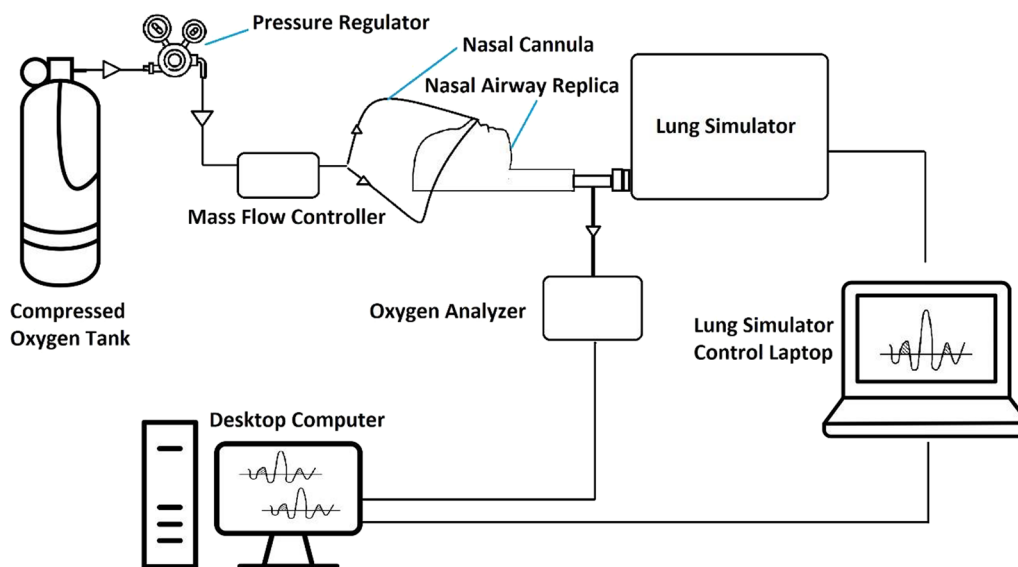 Pressure Regulator
Nasal Cannula
Nasal Airway Replica
Lung Simulator
Mass Flow Controller
Compressed
Oxygen Tank
Oxygen Analyzer
Lung Simulator
Control Laptop
Desktop Computer